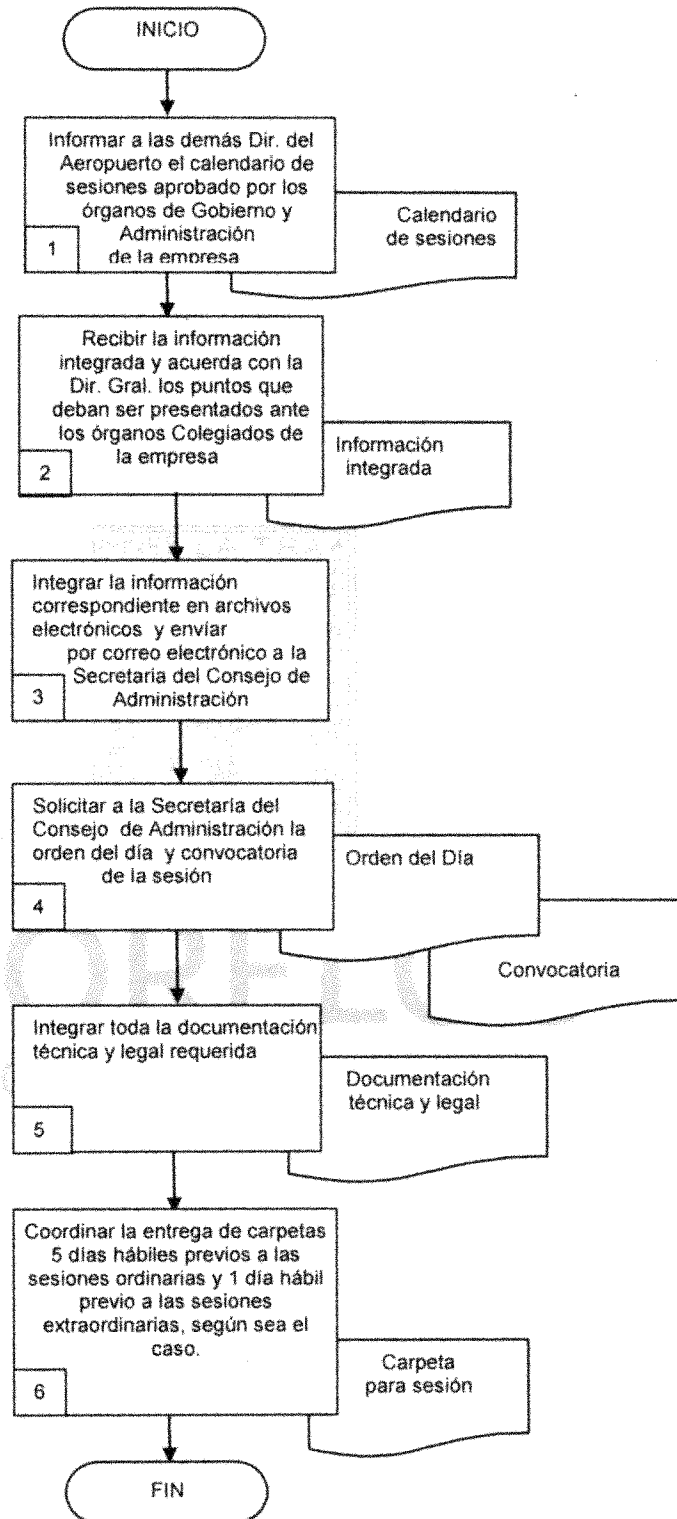 INICIO
Informar a las demás Dir. del
Aeropuerto el calendario de
sesiones aprobado por los
órganos de Gobierno y
Administración
de la empresa
1
Calendario
de sesiones
Recibir la información
integrada y acuerda con la
Dir. Gral. los puntos que
deban ser presentados ante
los órganos Colegiados de
la empresa
2
Información
integrada
Integrar la información
correspondiente en archivos
electrónicos y envíar
por correo electrónico a la
Secretaria del Consejo de
Administración
3
Solicitar a la Secretaría del
Consejo de Administración la
orden del día y convocatoria
de la sesión
4
Orden del Día
Convocatoria
Integrar toda la documentación
técnica y legal requerida
5
Documentación
técnica y legal
Coordinar la entrega de carpetas
5 días hábiles previos a las
sesiones ordinarias y 1 día hábil
previo a las sesiones
extraordinarias, según sea el
caso.
6
Carpeta
para sesión
FIN